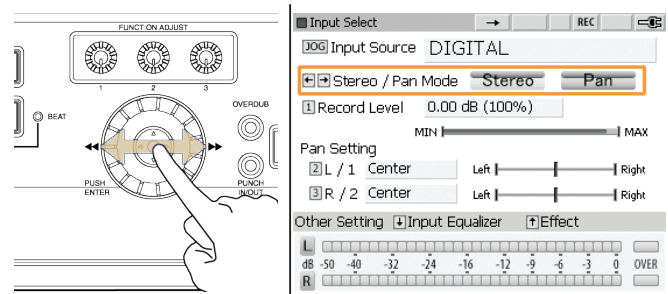 FUNCTION ADJUST
1 2 3
BEAT
OVERDUB
PUSH ENTER
PUNCH IN/OUT
Input Select → REC
JOG Input Source DIGITAL
←→ Stereo / Pan Mode Stereo Pan
1 Record Level 0.00 dB (100%)
MIN MAX
Pan Setting
2 L / 1 Center Left Right
3 R / 2 Center Left Right
Other Setting ↓ Input Equalizer ↑ Effect
L
dB -50 -40 -32 -24 -16 -12 -9 -6 -3 0 OVER
R